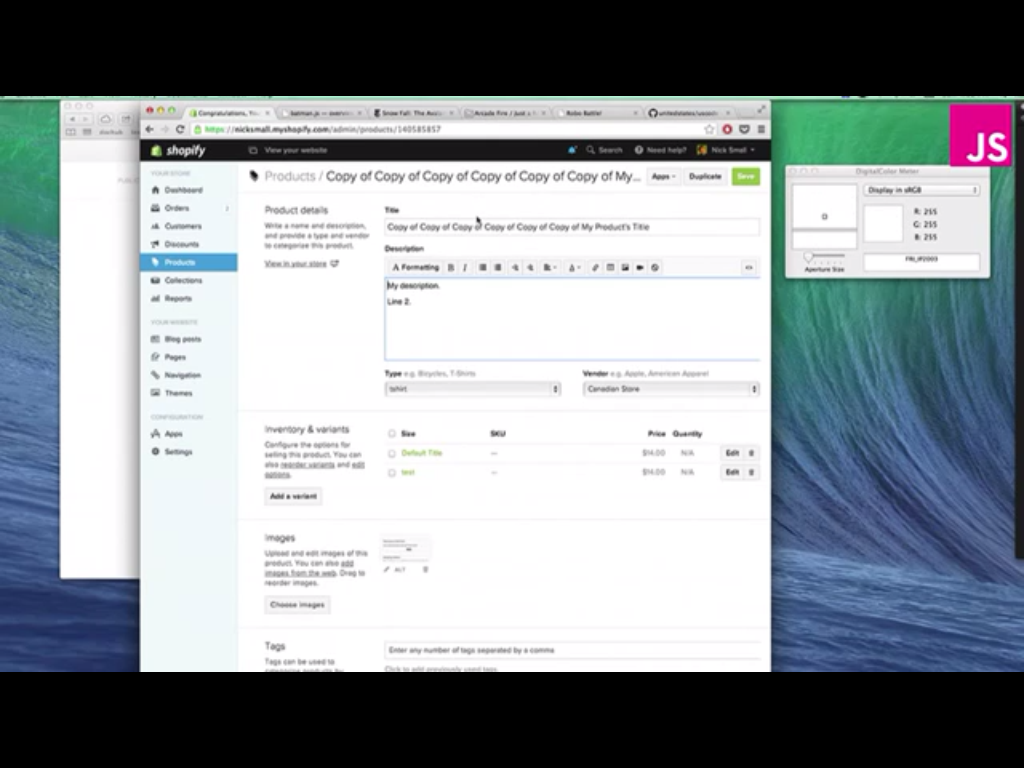 Congratulations, You
batman.js — overview
Snow Fall: The Avala
Arcade Fire / Just a
Robo Battle!
https://nicksmall.myshopify.com/admin/products/140585857
JS
shopify
View your website
Search
Need help?
Nick Small
DigitalColor Meter
Display in sRGB
R: 255
G: 255
B: 255
Aperture Size
YOUR STORE
Dashboard
Orders
Customers
Discounts
Products
Collections
Reports
YOUR WEBSITE
Blog posts
Pages
Navigation
Themes
CONFIGURATION
Apps
Settings
Products / Copy of Copy of Copy of Copy of Copy of Copy of My...
Apps
Duplicate
Save
Product details
Write a name and description,
and provide a type and vendor
to categorize this product.
View in your store
Title
Copy of Copy of Copy of Copy of Copy of Copy of My Product's Title
Description
A Formatting B I
My description.
Line 2.
Type e.g. Bicycles, T-Shirts
tshirt
Vendor e.g. Apple, American Apparel
Canadian Store
Inventory & variants
Configure the options for
selling this product. You can
also reorder variants and edit
options.
Add a variant
Size SKU Price Quantity
Default Title — $14.00 N/A Edit
test — $14.00 N/A Edit
Images
Upload and edit images of this
product. You can also add
images from the web. Drag to
reorder images.
Choose images
ALT
Tags
Tags can be used to
categorize products by
Enter any number of tags separated by a comma
Click to add previously used tags.